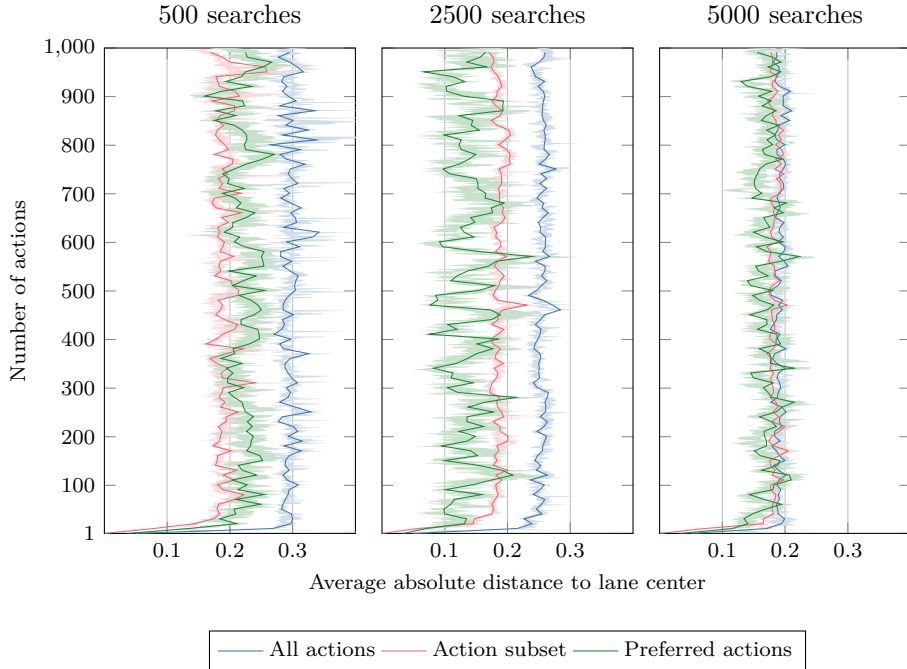 500 searches
2500 searches
5000 searches
1,000
900
800
700
600
500
400
300
200
100
1
Number of actions
0.1 0.2 0.3
0.1 0.2 0.3
0.1 0.2 0.3
Average absolute distance to lane center
All actions Action subset Preferred actions